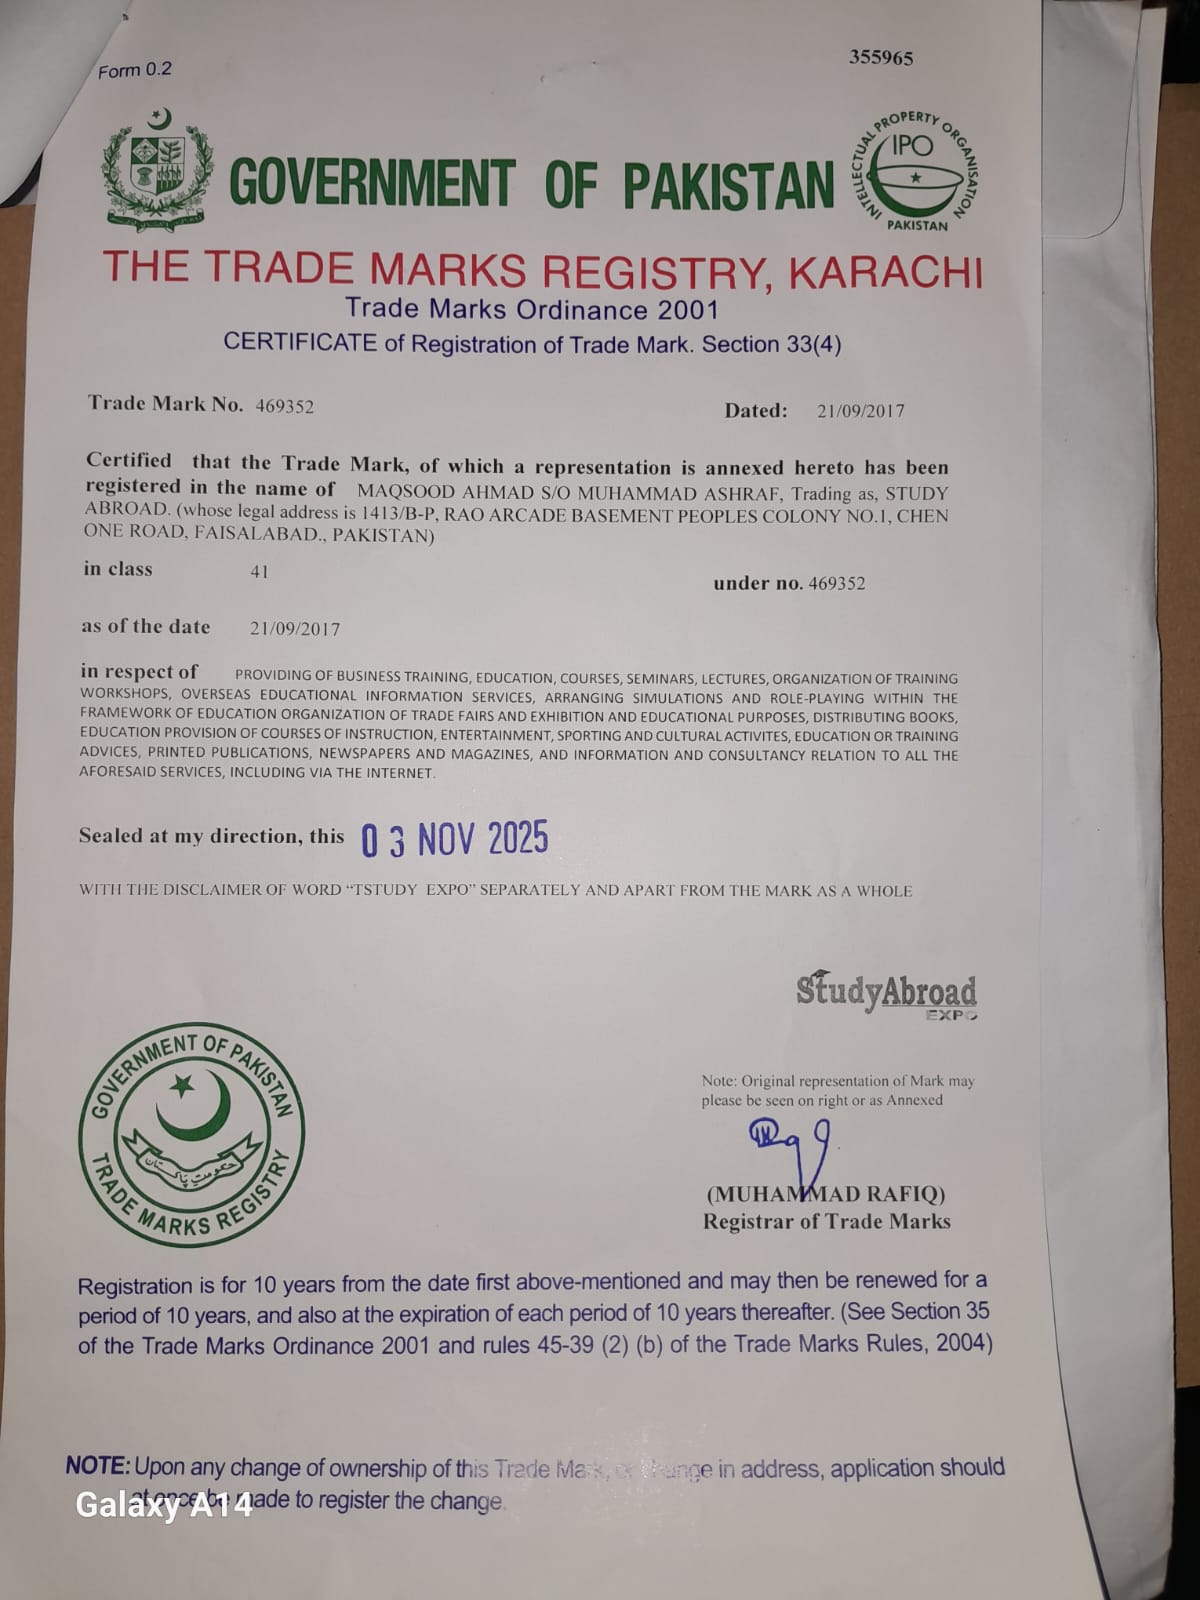 Form 0.2
355965
GOVERNMENT OF PAKISTAN
INTELLECTUAL PROPERTY ORGANISATION
IPO
PAKISTAN
THE TRADE MARKS REGISTRY, KARACHI
Trade Marks Ordinance 2001
CERTIFICATE of Registration of Trade Mark. Section 33(4)
Trade Mark No. 469352
Dated: 21/09/2017
Certified that the Trade Mark, of which a representation is annexed hereto has been
registered in the name of MAQSOOD AHMAD S/O MUHAMMAD ASHRAF, Trading as, STUDY
ABROAD. (whose legal address is 1413/B-P, RAO ARCADE BASEMENT PEOPLES COLONY NO.1, CHEN
ONE ROAD, FAISALABAD., PAKISTAN)
in class 41
under no. 469352
as of the date 21/09/2017
in respect of PROVIDING OF BUSINESS TRAINING, EDUCATION, COURSES, SEMINARS, LECTURES, ORGANIZATION OF TRAINING
WORKSHOPS, OVERSEAS EDUCATIONAL INFORMATION SERVICES, ARRANGING SIMULATIONS AND ROLE-PLAYING WITHIN THE
FRAMEWORK OF EDUCATION ORGANIZATION OF TRADE FAIRS AND EXHIBITION AND EDUCATIONAL PURPOSES, DISTRIBUTING BOOKS,
EDUCATION PROVISION OF COURSES OF INSTRUCTION, ENTERTAINMENT, SPORTING AND CULTURAL ACTIVITES, EDUCATION OR TRAINING
ADVICES, PRINTED PUBLICATIONS, NEWSPAPERS AND MAGAZINES, AND INFORMATION AND CONSULTANCY RELATION TO ALL THE
AFORESAID SERVICES, INCLUDING VIA THE INTERNET.
Sealed at my direction, this 03 NOV 2025
WITH THE DISCLAIMER OF WORD “TSTUDY EXPO” SEPARATELY AND APART FROM THE MARK AS A WHOLE
StudyAbroad
EXPO
GOVERNMENT OF PAKISTAN
حکومت پاکستان
TRADE MARKS REGISTRY
Note: Original representation of Mark may
please be seen on right or as Annexed
(MUHAMMAD RAFIQ)
Registrar of Trade Marks
Registration is for 10 years from the date first above-mentioned and may then be renewed for a
period of 10 years, and also at the expiration of each period of 10 years thereafter. (See Section 35
of the Trade Marks Ordinance 2001 and rules 45-39 (2) (b) of the Trade Marks Rules, 2004)
NOTE: Upon any change of ownership of this Trade Mark, or change in address, application should
at once be made to register the change.
Galaxy A14